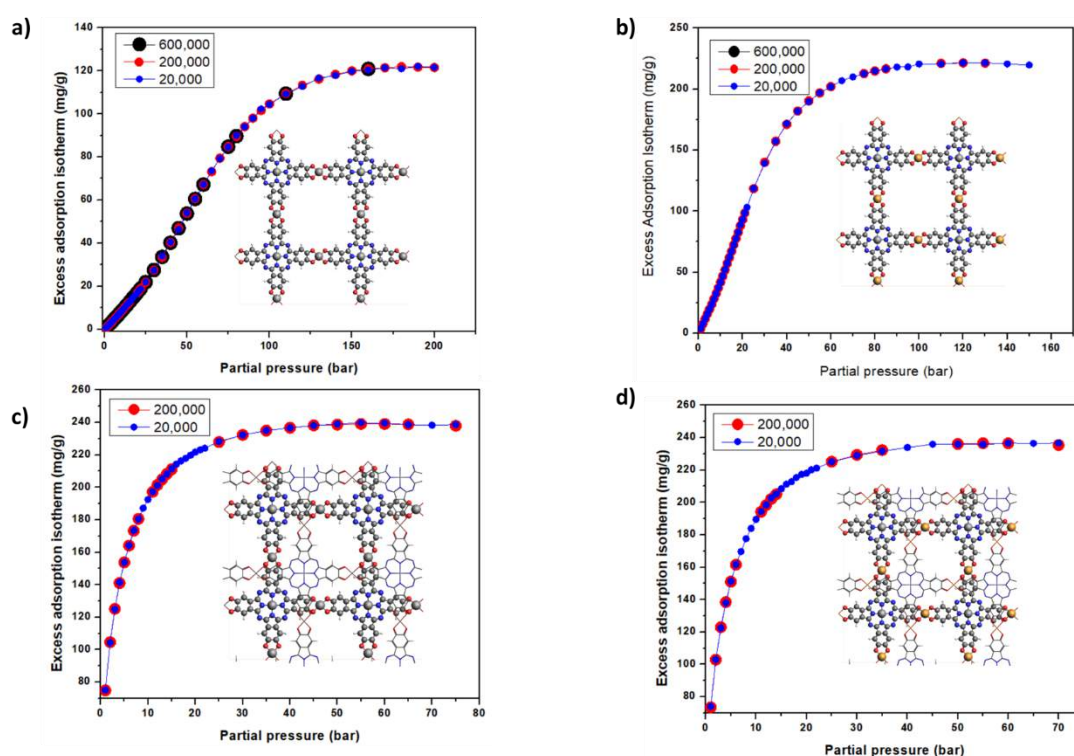 a)
Excess adsorption isotherm (mg/g)
140
120
100
80
60
40
20
0
600,000
200,000
20,000
0 50 100 150 200
Partial pressure (bar)
b)
Excess Adsorption Isotherm (mg/g)
250
200
150
100
50
0
600,000
200,000
20,000
0 20 40 60 80 100 120 140 160
Partial pressure (bar)
c)
Excess adsorption isotherm (mg/g)
260
240
220
200
180
160
140
120
100
80
200,000
20,000
0 10 20 30 40 50 60 70 80
Partial pressure (bar)
d)
Excess adsorption isotherm (mg/g)
260
240
220
200
180
160
140
120
100
80
200,000
20,000
0 10 20 30 40 50 60 70
Partial pressure (bar)